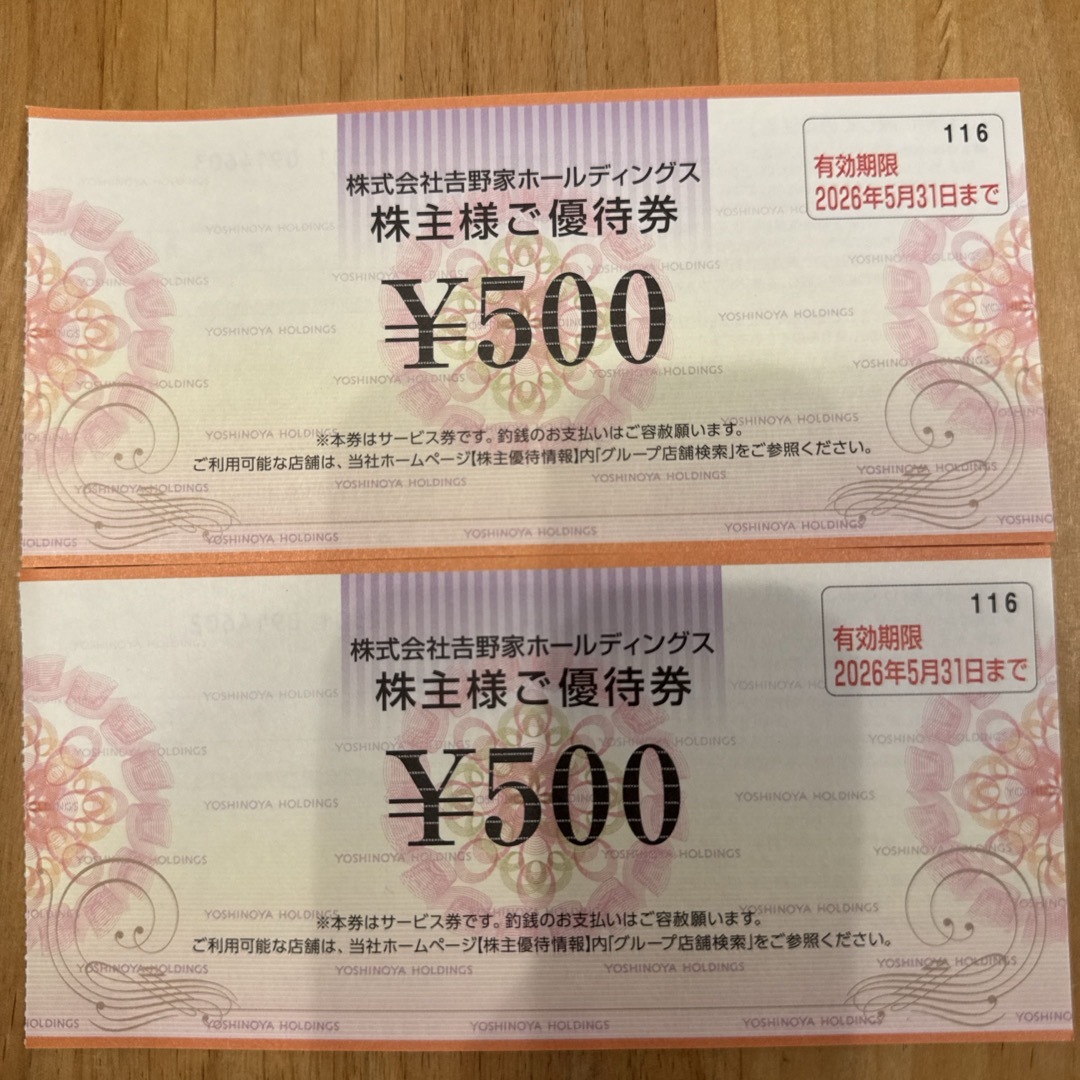 116
有効期限
2026年5月31日まで
株式会社吉野家ホールディングス
株主様ご優待券
¥500
※本券はサービス券です。釣銭のお支払いはご容赦願います。
ご利用可能な店舗は、当社ホームページ【株主優待情報】内「グループ店舗検索」をご参照ください。
YOSHINOYA HOLDINGS
116
有効期限
2026年5月31日まで
株式会社吉野家ホールディングス
株主様ご優待券
¥500
※本券はサービス券です。釣銭のお支払いはご容赦願います。
ご利用可能な店舗は、当社ホームページ【株主優待情報】内「グループ店舗検索」をご参照ください。
YOSHINOYA HOLDINGS